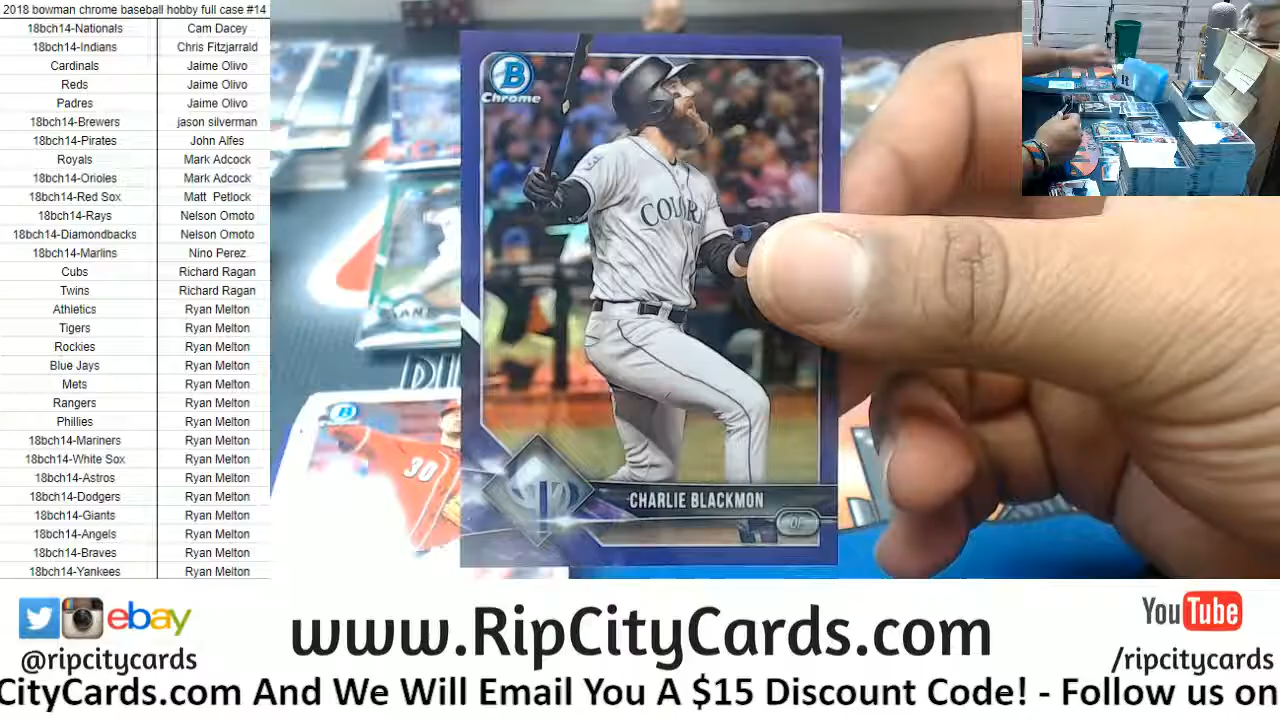 2018 bowman chrome baseball hobby full case #14
18bch14-Nationals Cam Dacey
18bch14-Indians Chris Fitzjarrald
Cardinals Jaime Olivo
Reds Jaime Olivo
Padres Jaime Olivo
18bch14-Brewers jason silverman
18bch14-Pirates John Alfes
Royals Mark Adcock
18bch14-Orioles Mark Adcock
18bch14-Red Sox Matt Petlock
18bch14-Rays Nelson Omoto
18bch14-Diamondbacks Nelson Omoto
18bch14-Marlins Nino Perez
Cubs Richard Ragan
Twins Richard Ragan
Athletics Ryan Melton
Tigers Ryan Melton
Rockies Ryan Melton
Blue Jays Ryan Melton
Mets Ryan Melton
Rangers Ryan Melton
Phillies Ryan Melton
18bch14-Mariners Ryan Melton
18bch14-White Sox Ryan Melton
18bch14-Astros Ryan Melton
18bch14-Dodgers Ryan Melton
18bch14-Giants Ryan Melton
18bch14-Angels Ryan Melton
18bch14-Braves Ryan Melton
18bch14-Yankees Ryan Melton
B
Chrome
COLOR
CHARLIE BLACKMON
OF
B
30
ebay
@ripcitycards
www.RipCityCards.com
YouTube
/ripcitycards
CityCards.com And We Will Email You A $15 Discount Code! - Follow us on